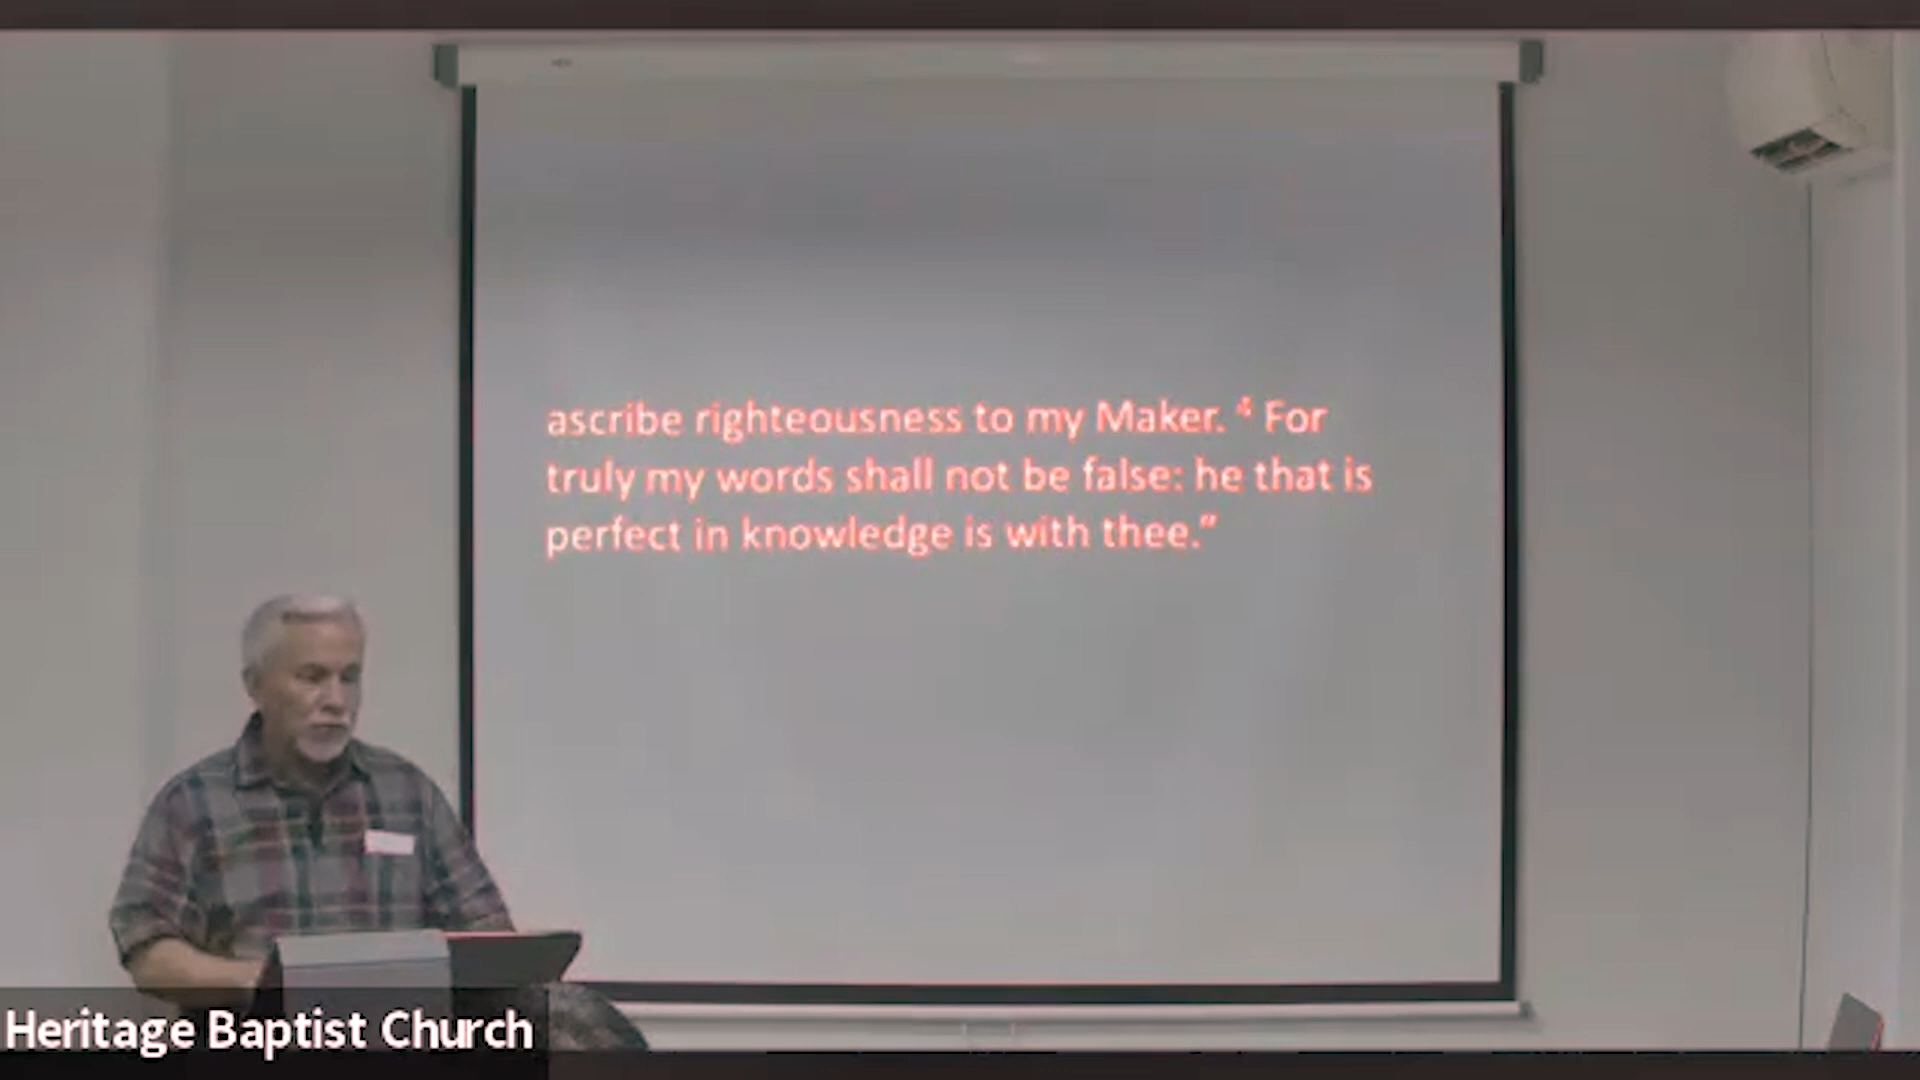 ascribe righteousness to my Maker. ⁴ For
truly my words shall not be false: he that is
perfect in knowledge is with thee.”
Heritage Baptist Church